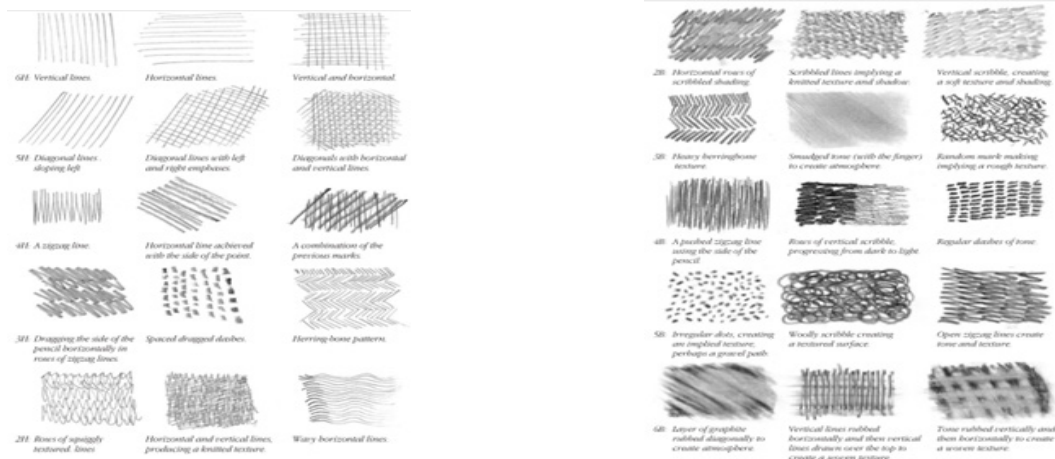 6H: Vertical lines.
Horizontal lines.
Vertical and horizontal.
5H: Diagonal lines
sloping left
Diagonal lines with left
and right emphases.
Diagonals with horizontal
and vertical lines.
4H: A zigzag line.
Horizontal line achieved
with the side of the point.
A combination of the
previous marks.
3H: Dragging the side of the
pencil horizontally in
rows of zigzag lines
Spaced dragged dashes.
Herring-bone pattern.
2H: Rows of squiggly
textured lines
Horizontal and vertical lines,
producing a knitted texture.
Wavy horizontal lines.
2B: Horizontal rows of
scribbled shading.
Scribbled lines implying a
knitted texture and shadow.
Vertical scribble, creating
a soft texture and shading.
3B: Heavy herringbone
texture.
Smudged tone (with the finger)
to create atmosphere.
Random mark making
implying a rough texture.
4B: A pushed zigzag line
using the side of the
pencil
Rows of vertical scribble,
progressing from dark to light.
Regular dashes of tone.
5B: Irregular dots, creating
an implied texture,
perhaps a gravel path.
Woolly scribble creating
a textured surface.
Open zigzag lines create
tone and texture.
6B: Layer of graphite
rubbed diagonally to
create atmosphere.
Vertical lines rubbed
horizontally and then vertical
lines drawn over the top to
create a woven texture.
Tone rubbed vertically and
then horizontally to create
a woven texture.